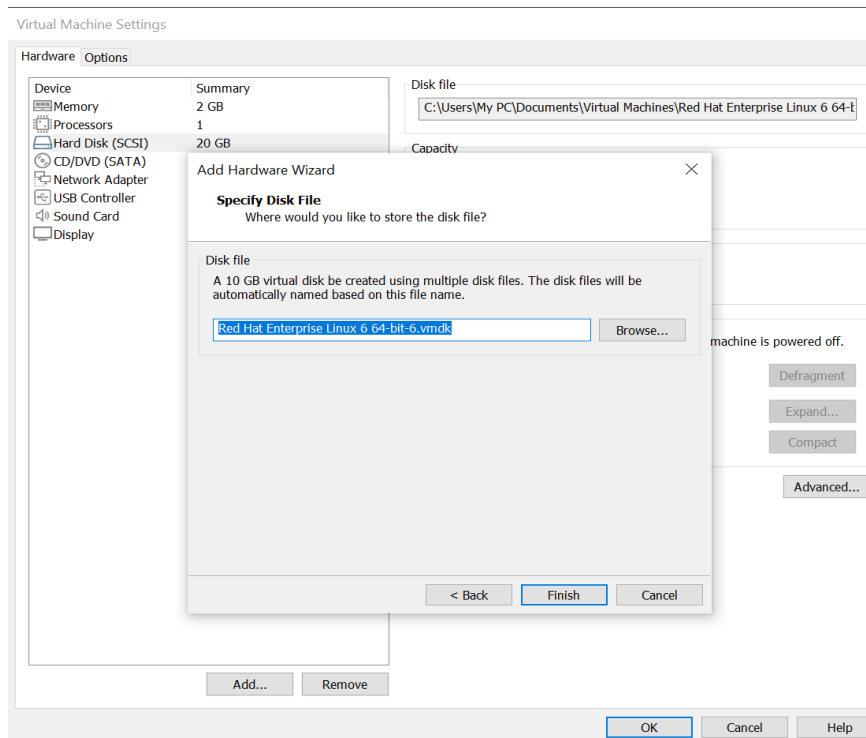 Virtual Machine Settings
Hardware Options
Device Summary
Memory 2 GB
Processors 1
Hard Disk (SCSI) 20 GB
CD/DVD (SATA)
Network Adapter
USB Controller
Sound Card
Display
Disk file
C:\Users\My PC\Documents\Virtual Machines\Red Hat Enterprise Linux 6 64-b
Capacity
Add Hardware Wizard
Specify Disk File
Where would you like to store the disk file?
Disk file
A 10 GB virtual disk be created using multiple disk files. The disk files will be
automatically named based on this file name.
Red Hat Enterprise Linux 6 64-bit-6.vmdk
Browse...
machine is powered off.
Defragment
Expand...
Compact
Advanced...
< Back Finish Cancel
Add... Remove
OK Cancel Help